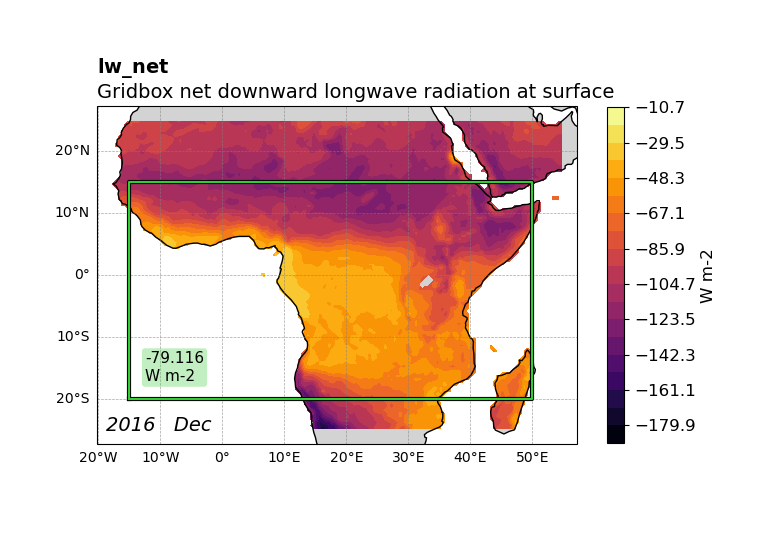 lw_net
Gridbox net downward longwave radiation at surface
20°N
10°N
0°
10°S
20°S
-79.116
W m-2
2016 Dec
20°W
10°W
0°
10°E
20°E
30°E
40°E
50°E
−10.7
−29.5
−48.3
−67.1
−85.9
−104.7
−123.5
−142.3
−161.1
−179.9
W m-2